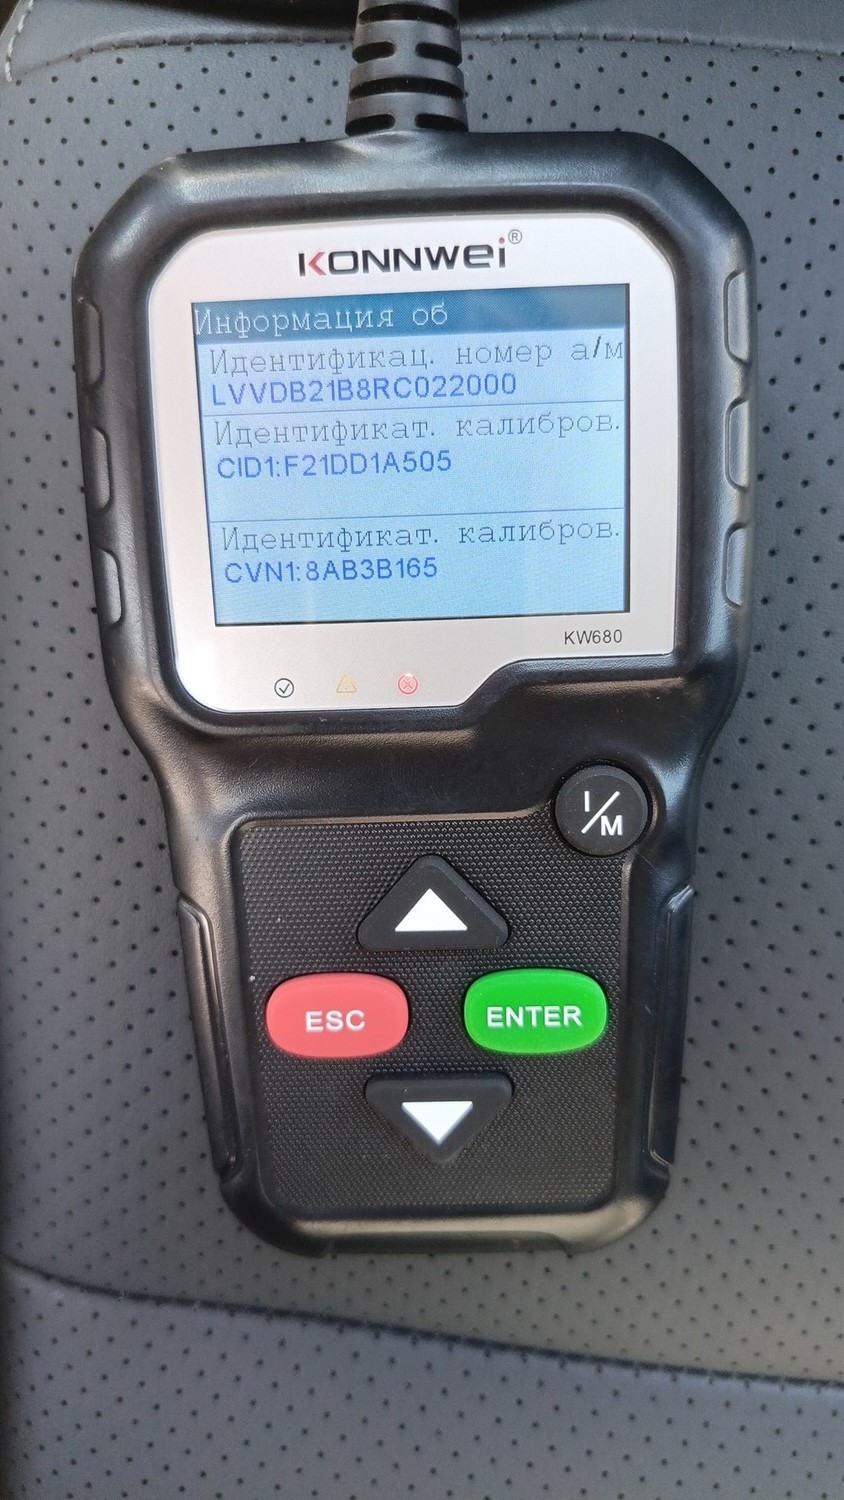 KONNWEI®
Информация об
Идентификац. номер а/м
LVVDB21B8RC022000
Идентификат. калибров.
CID1:F21DD1A505
Идентификат. калибров.
CVN1:8AB3B165
KW680
I/M
ESC
ENTER